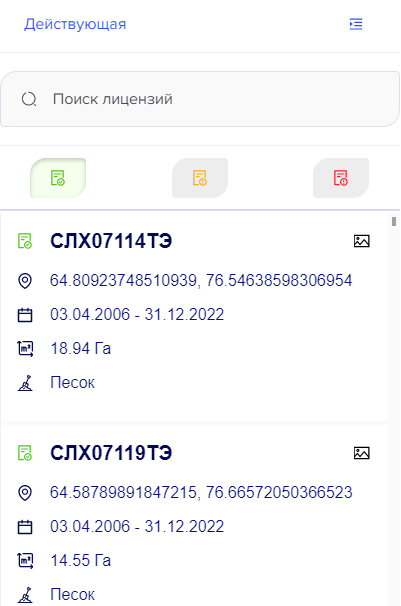 Действующая
Поиск лицензий
СЛХ07114ТЭ
64.80923748510939, 76.54638598306954
03.04.2006 - 31.12.2022
18.94 Га
Песок
СЛХ07119ТЭ
64.58789891847215, 76.66572050366523
03.04.2006 - 31.12.2022
14.55 Га
Песок